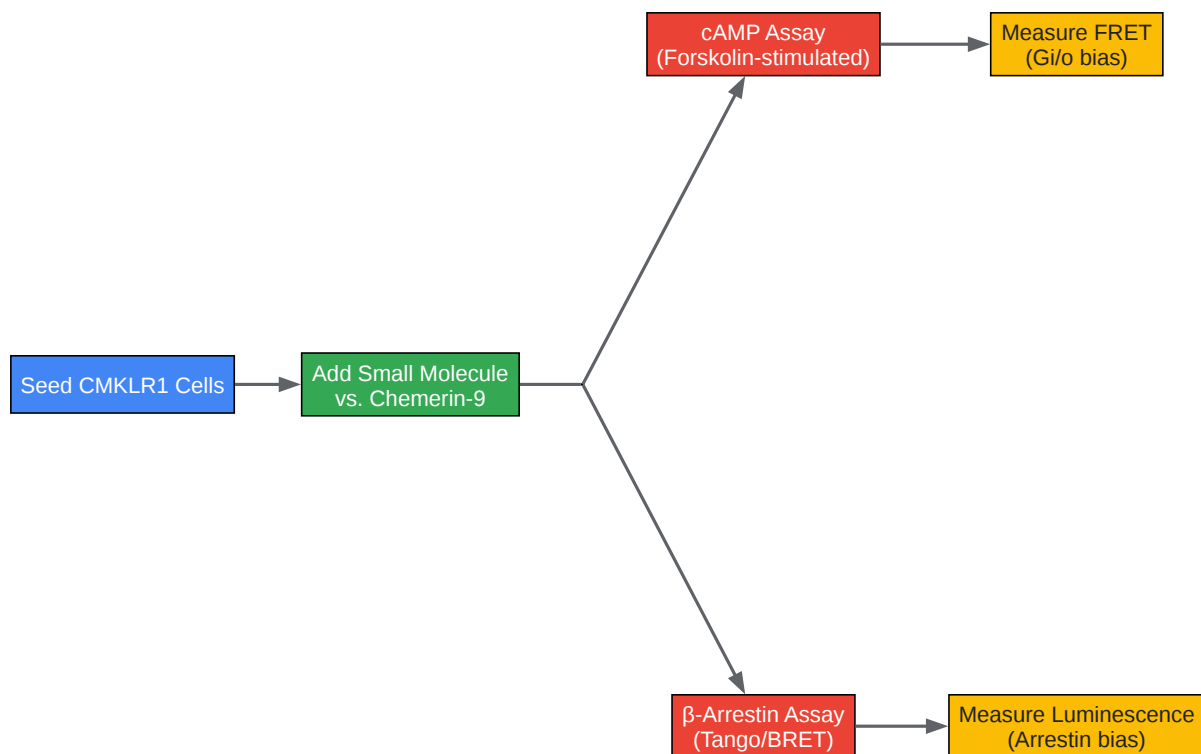 cAMP Assay
(Forskolin-stimulated)
Measure FRET
(Gi/o bias)
Seed CMKLR1 Cells
Add Small Molecule
vs. Chemerin-9
β-Arrestin Assay
(Tango/BRET)
Measure Luminescence
(Arrestin bias)